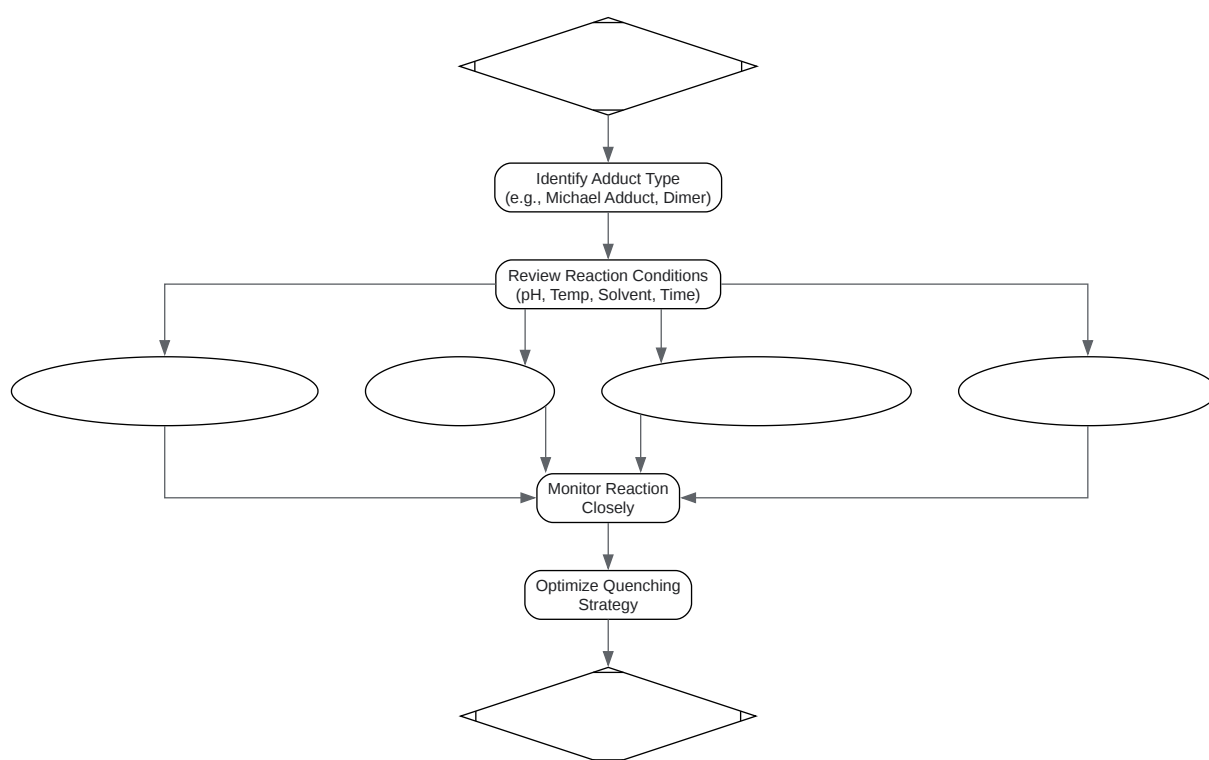 Identify Adduct Type
(e.g., Michael Adduct, Dimer)
Review Reaction Conditions
(pH, Temp, Solvent, Time)
Monitor Reaction
Closely
Optimize Quenching
Strategy